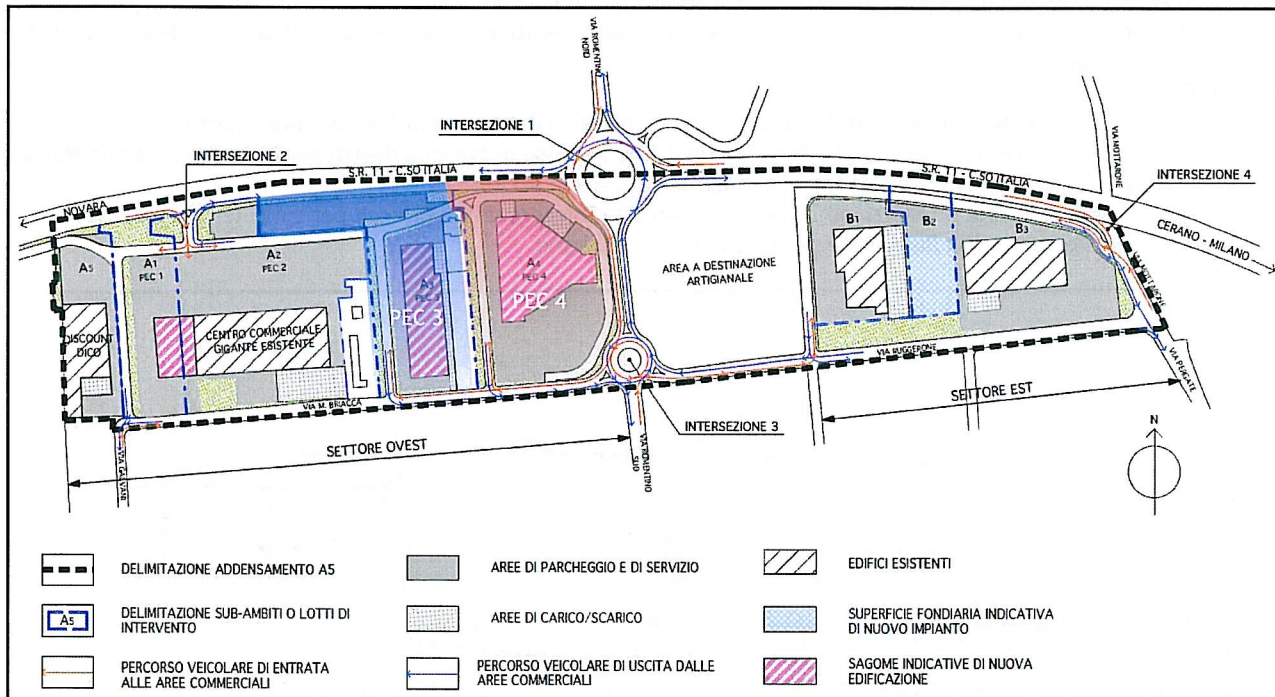 VIA ROMENTINO
NORD
INTERSEZIONE 1
INTERSEZIONE 2
S.R. 11 - C.SO ITALIA
S.R. 11 - C.SO ITALIA
VIA MOTTARONE
INTERSEZIONE 4
NOVARA
CERANO - MILANO
VIA MOTTARONE
A5
A1
PEC 1
A2
PEC 2
A3
PEC 3
PEC 3
A4
PEC 4
PEC 4
AREA A DESTINAZIONE
ARTIGIANALE
B1
B2
B3
DISCOUNT
DICO
CENTRO COMMERCIALE
GIGANTE ESISTENTE
VIA M. BRIACCA
VIA RUGGERONE
VIA PERGATE
SETTORE OVEST
SETTORE EST
INTERSEZIONE 3
VIA GALVANI
VIA ROMENTINO
SUD
N
DELIMITAZIONE ADDENSAMENTO A5
AREE DI PARCHEGGIO E DI SERVIZIO
EDIFICI ESISTENTI
A5
DELIMITAZIONE SUB-AMBITI O LOTTI DI
INTERVENTO
AREE DI CARICO/SCARICO
SUPERFICIE FONDIARIA INDICATIVA
DI NUOVO IMPIANTO
PERCORSO VEICOLARE DI ENTRATA
ALLE AREE COMMERCIALI
PERCORSO VEICOLARE DI USCITA DALLE
AREE COMMERCIALI
SAGOME INDICATIVE DI NUOVA
EDIFICAZIONE